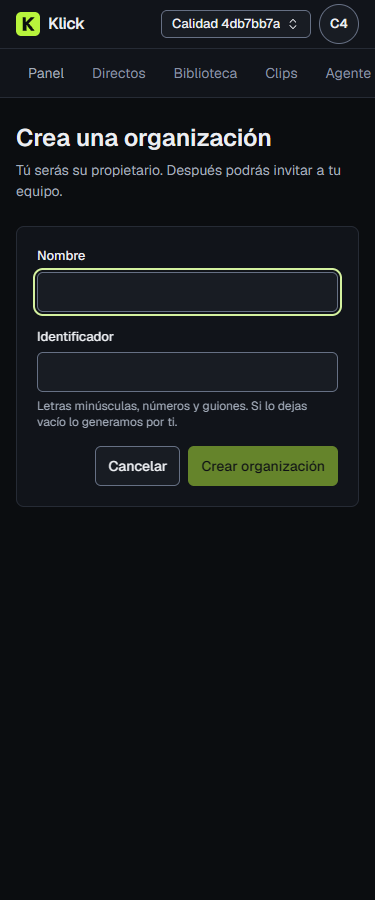 K Klick
Calidad 4db7bb7a
C4
Panel Directos Biblioteca Clips Agente
Crea una organización
Tú serás su propietario. Después podrás invitar a tu
equipo.
Nombre
Identificador
Letras minúsculas, números y guiones. Si lo dejas
vacío lo generamos por ti.
Cancelar Crear organización